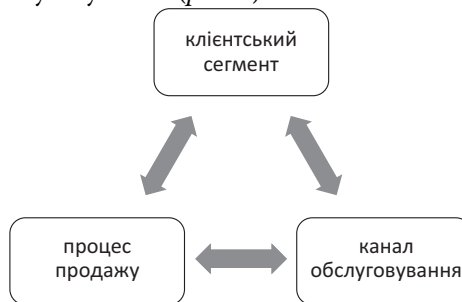 клієнтський
сегмент
процес
продажу
канал
обслуговування